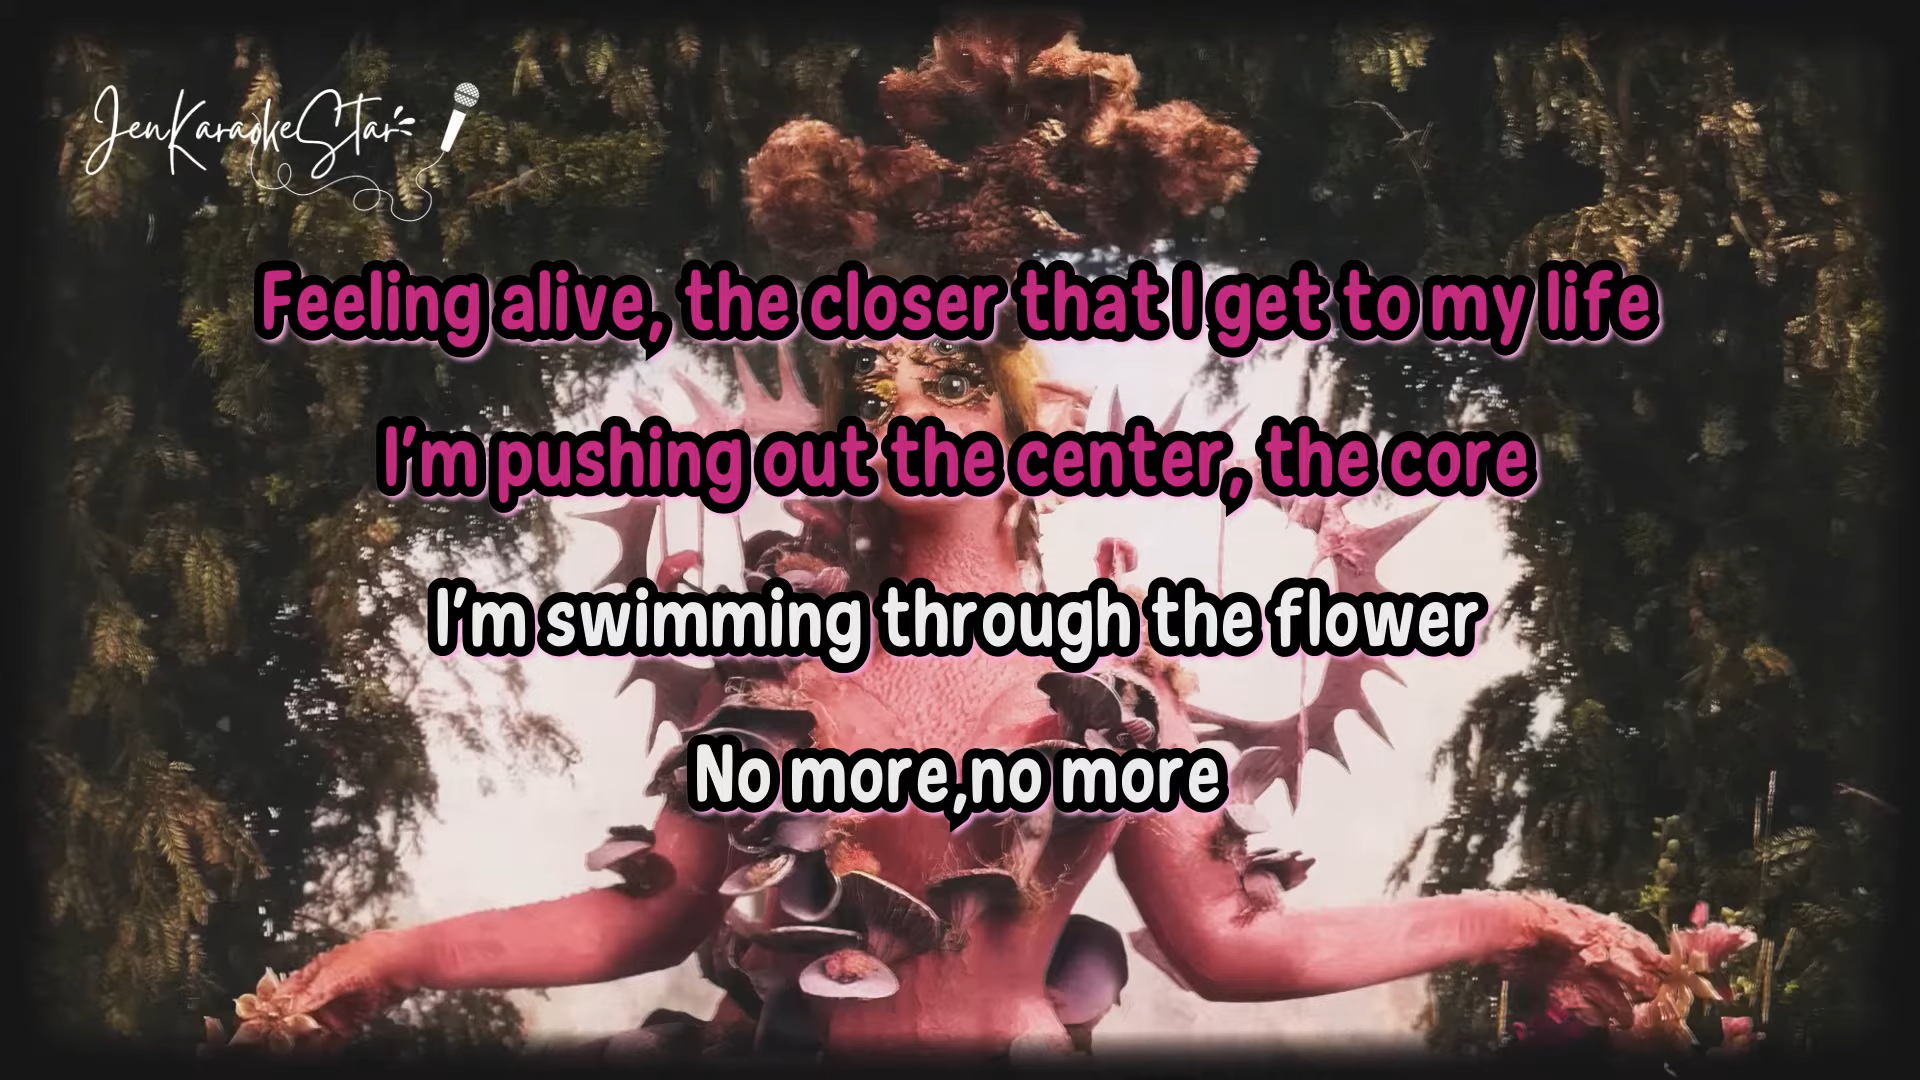 JenKaraokeStar
Feeling alive, the closer that I get to my life
I'm pushing out the center, the core
I'm swimming through the flower
No more,no more